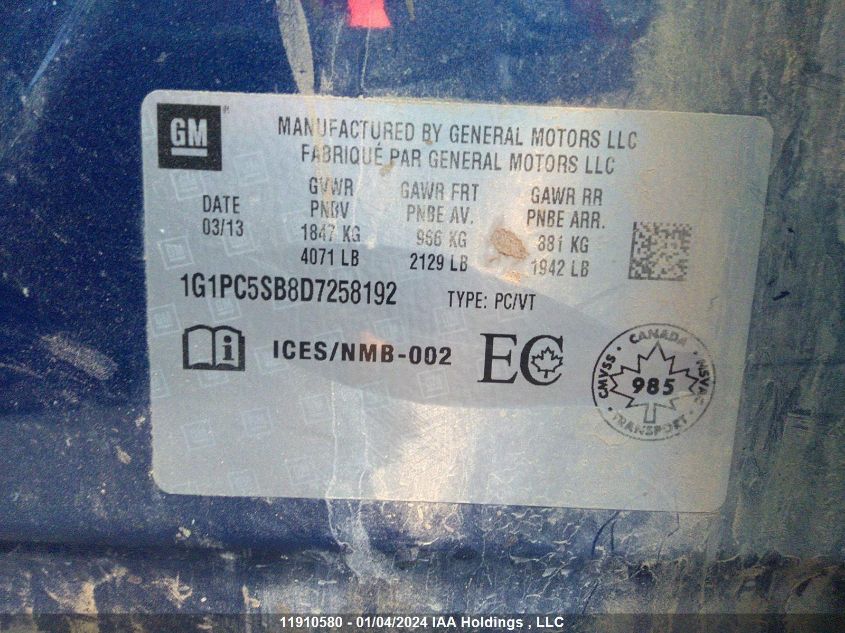 GM
MANUFACTURED BY GENERAL MOTORS LLC
FABRIQUÉ PAR GENERAL MOTORS LLC
DATE
03/13
GVWR
PNBV
1847 KG
4071 LB
GAWR FRT
PNBE AV.
966 KG
2129 LB
GAWR RR
PNBE ARR.
881 KG
1942 LB
1G1PC5SB8D7258192 TYPE: PC/VT
i ICES/NMB-002 EC
CANADA
CMVSS 985 NSVAC
TRANSPORT
11910580 - 01/04/2024 IAA Holdings , LLC